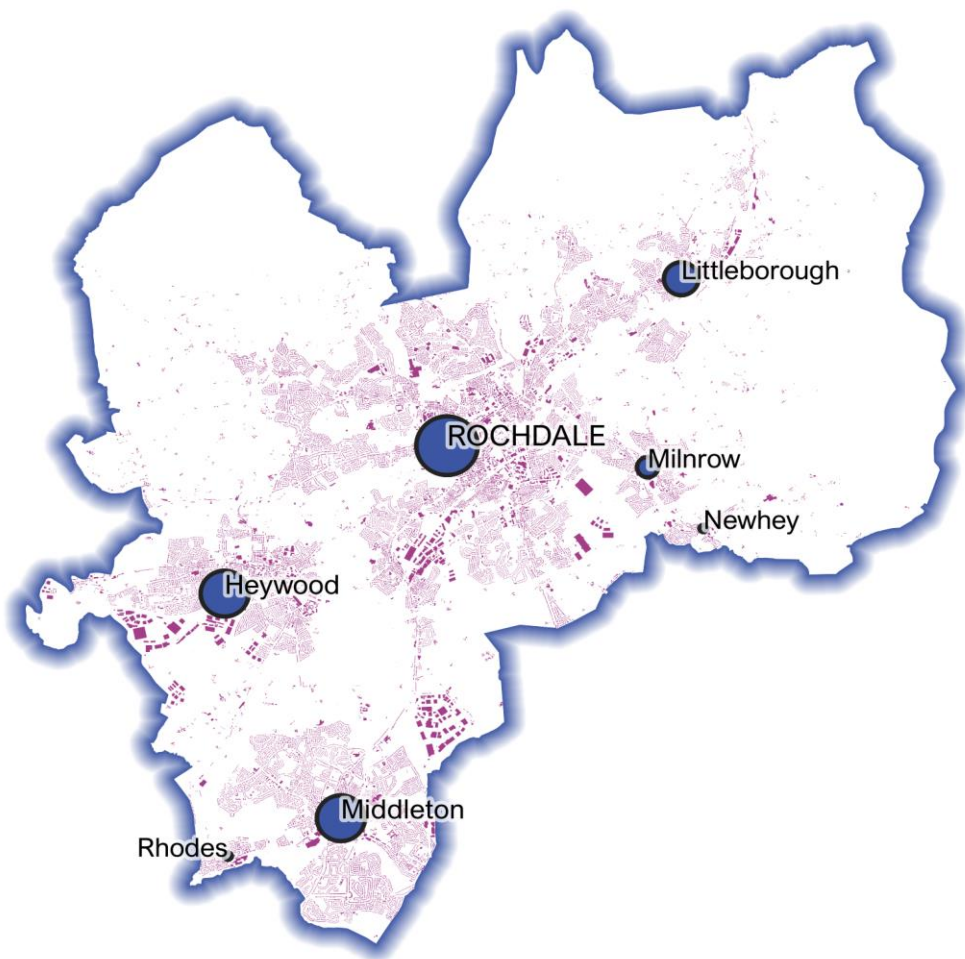 Littleborough
ROCHDALE
Milnrow
Newhey
Heywood
Middleton
Rhodes